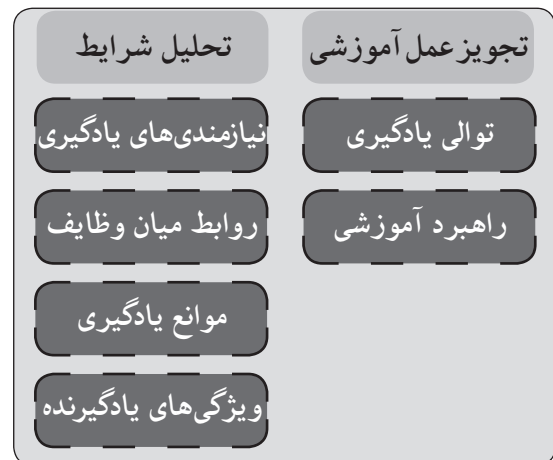 تجویز عمل آموزشی
توالی یادگیری
راهبرد آموزشی
تحلیل شرایط
نیازمندی‌های یادگیری
روابط میان وظایف
موانع یادگیری
ویژگی‌های یادگیرنده